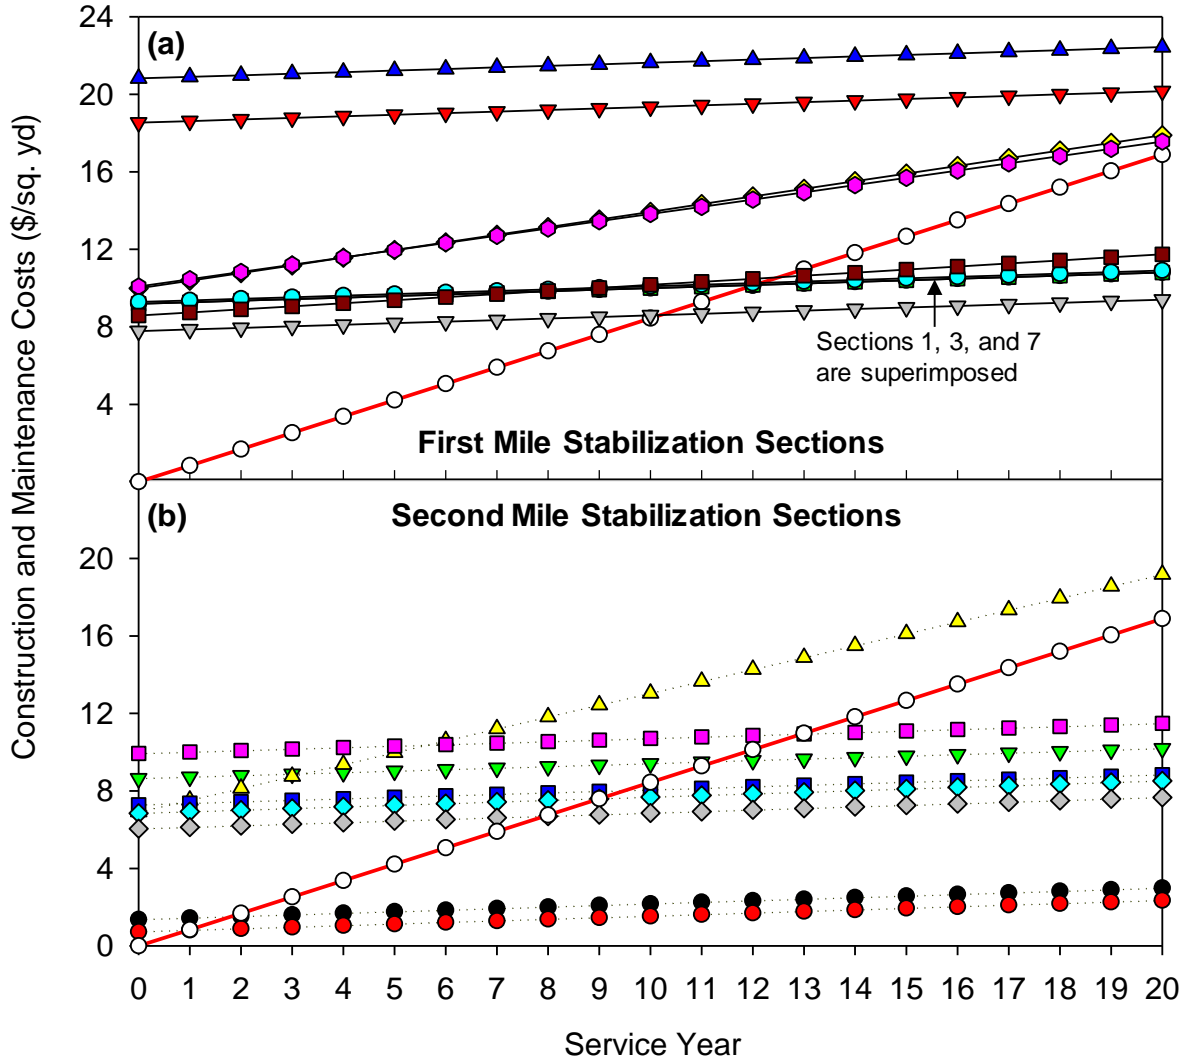 Construction and Maintenance Costs ($/sq. yd)
24
(a)
20
16
12
8
Sections 1, 3, and 7
are superimposed
4
First Mile Stabilization Sections
(b)
Second Mile Stabilization Sections
20
16
12
8
4
0
0 1 2 3 4 5 6 7 8 9 10 11 12 13 14 15 16 17 18 19 20
Service Year